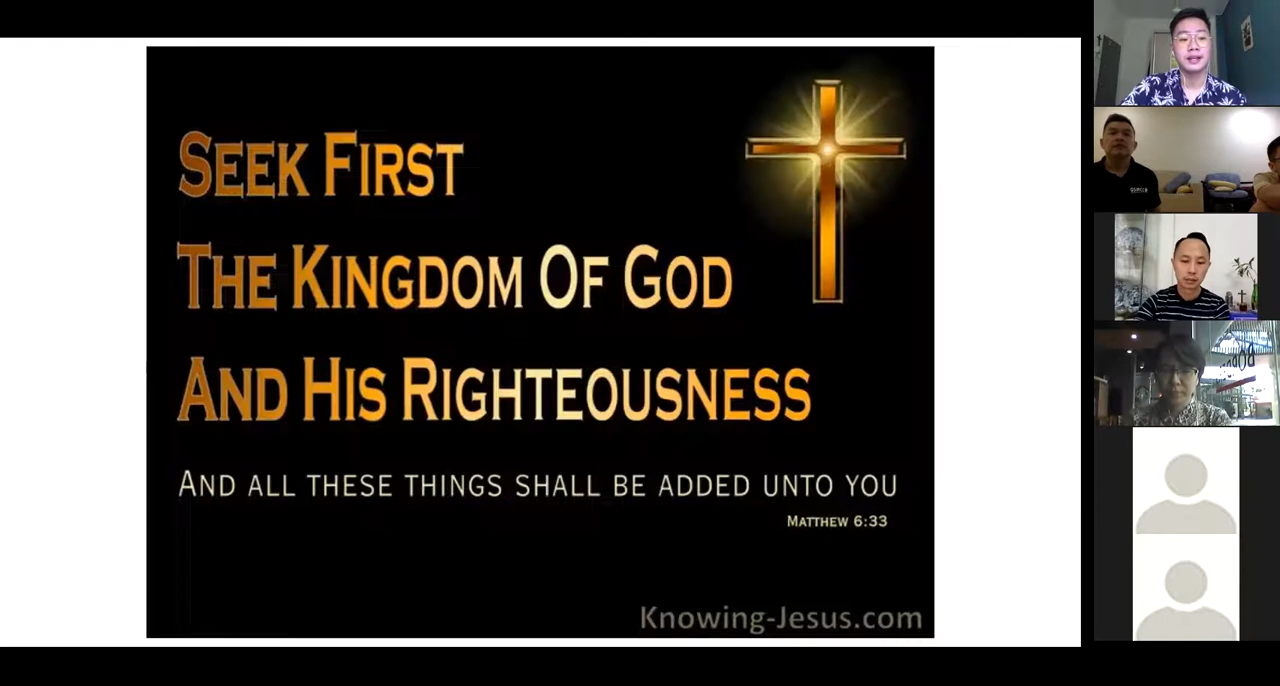 Seek First
The Kingdom Of God
And His Righteousness
And all these things shall be added unto you
Matthew 6:33
Knowing-Jesus.com